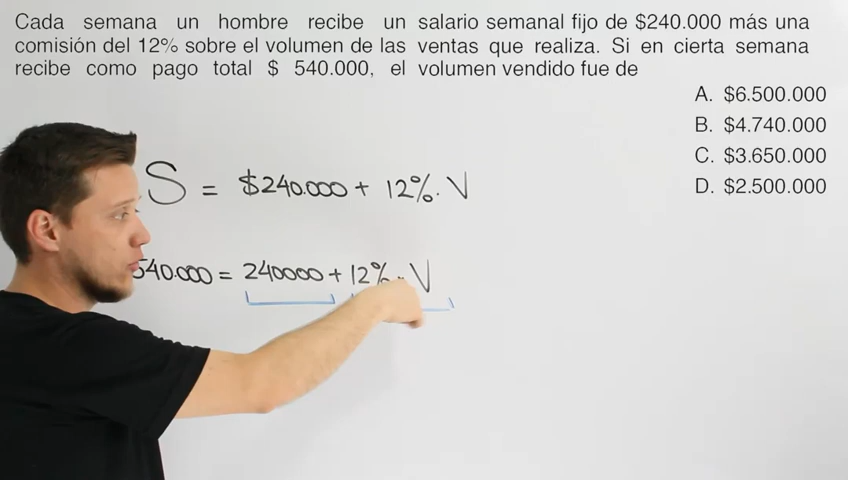 Cada semana un hombre recibe un salario semanal fijo de $240.000 más una
comisión del 12% sobre el volumen de las ventas que realiza. Si en cierta semana
recibe como pago total $ 540.000, el volumen vendido fue de
A. $6.500.000
B. $4.740.000
C. $3.650.000
D. $2.500.000
S = $240.000 + 12%. V
540.000 = 240000 + 12% . V